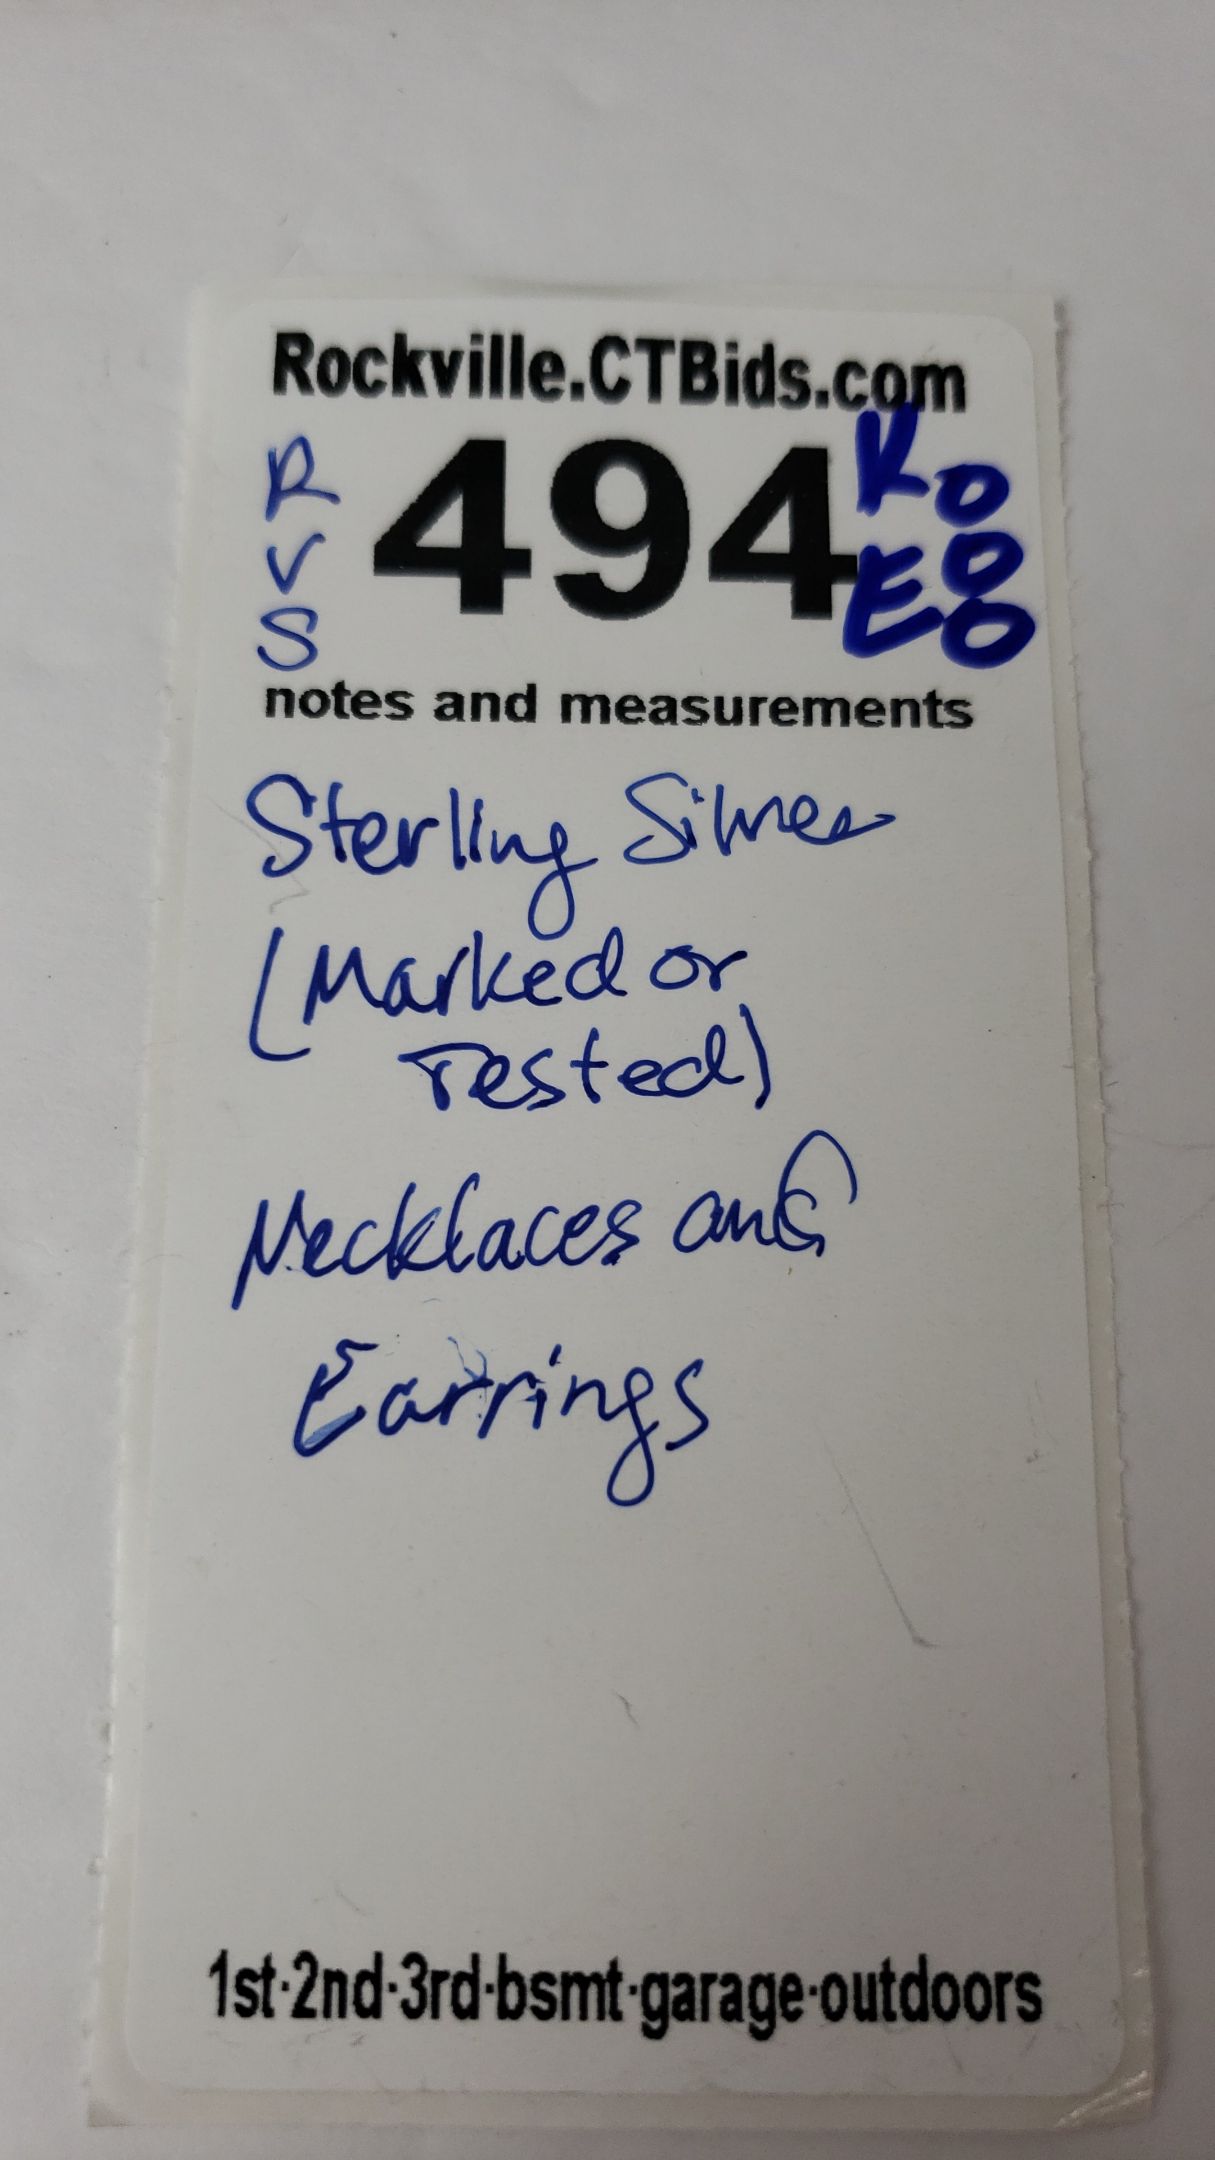 Rockville.CTBids.com
R
V
S
494
notes and measurements
Sterling Silver
(Marked or
Tested)
Necklaces and
Earrings
1st·2nd·3rd·bsmt·garage·outdoors